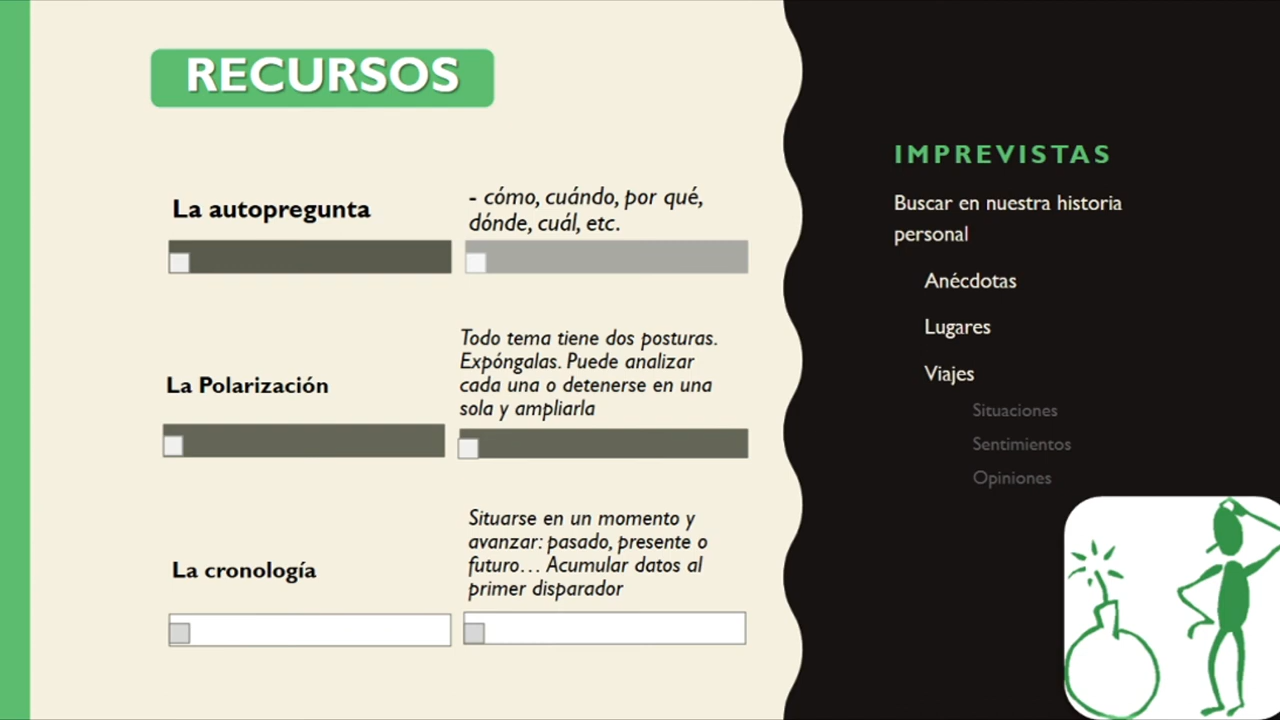 RECURSOS
La autopregunta
- cómo, cuándo, por qué,
dónde, cuál, etc.
La Polarización
Todo tema tiene dos posturas.
Expóngalas. Puede analizar
cada una o detenerse en una
sola y ampliarla
La cronología
Situarse en un momento y
avanzar: pasado, presente o
futuro… Acumular datos al
primer disparador
IMPREVISTAS
Buscar en nuestra historia
personal
Anécdotas
Lugares
Viajes
Situaciones
Sentimientos
Opiniones